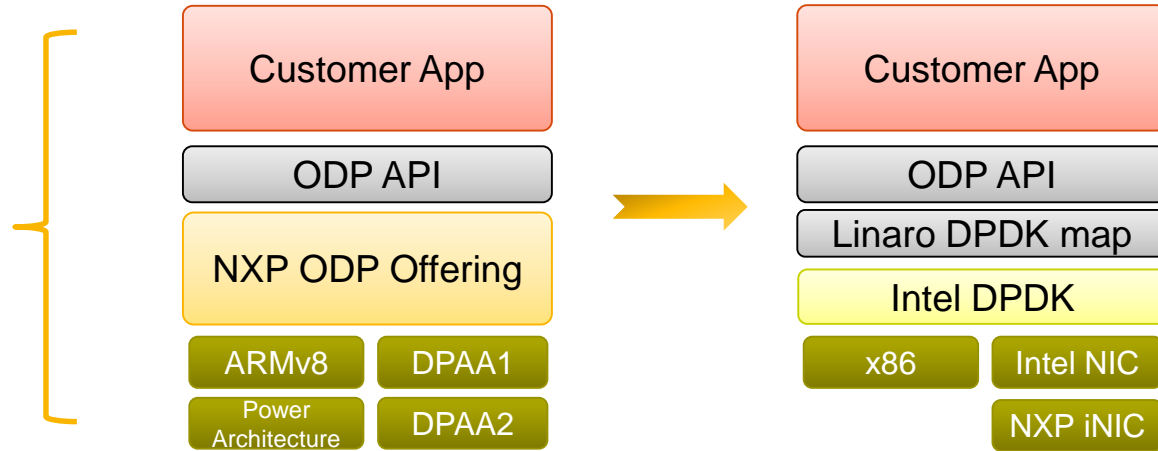 Customer App
ODP API
NXP ODP Offering
ARMv8
DPAA1
Power
Architecture
DPAA2
Customer App
ODP API
Linaro DPDK map
Intel DPDK
x86
Intel NIC
NXP iNIC